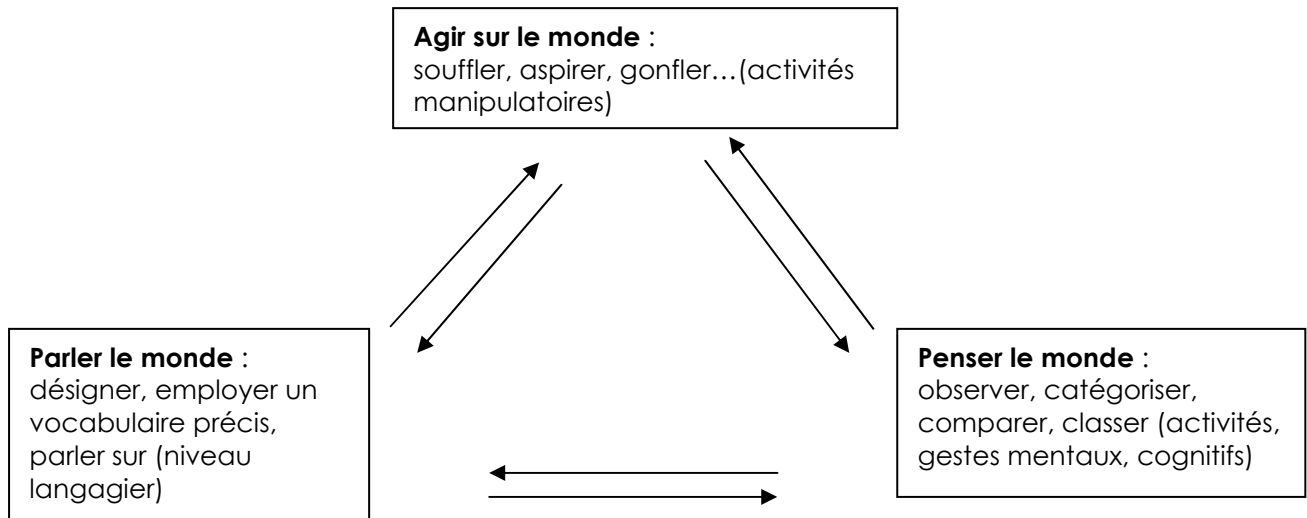 Agir sur le monde :
souffler, aspirer, gonfler…(activités
manipulatoires)
Parler le monde :
désigner, employer un
vocabulaire précis,
parler sur (niveau
langagier)
Penser le monde :
observer, catégoriser,
comparer, classer (activités,
gestes mentaux, cognitifs)